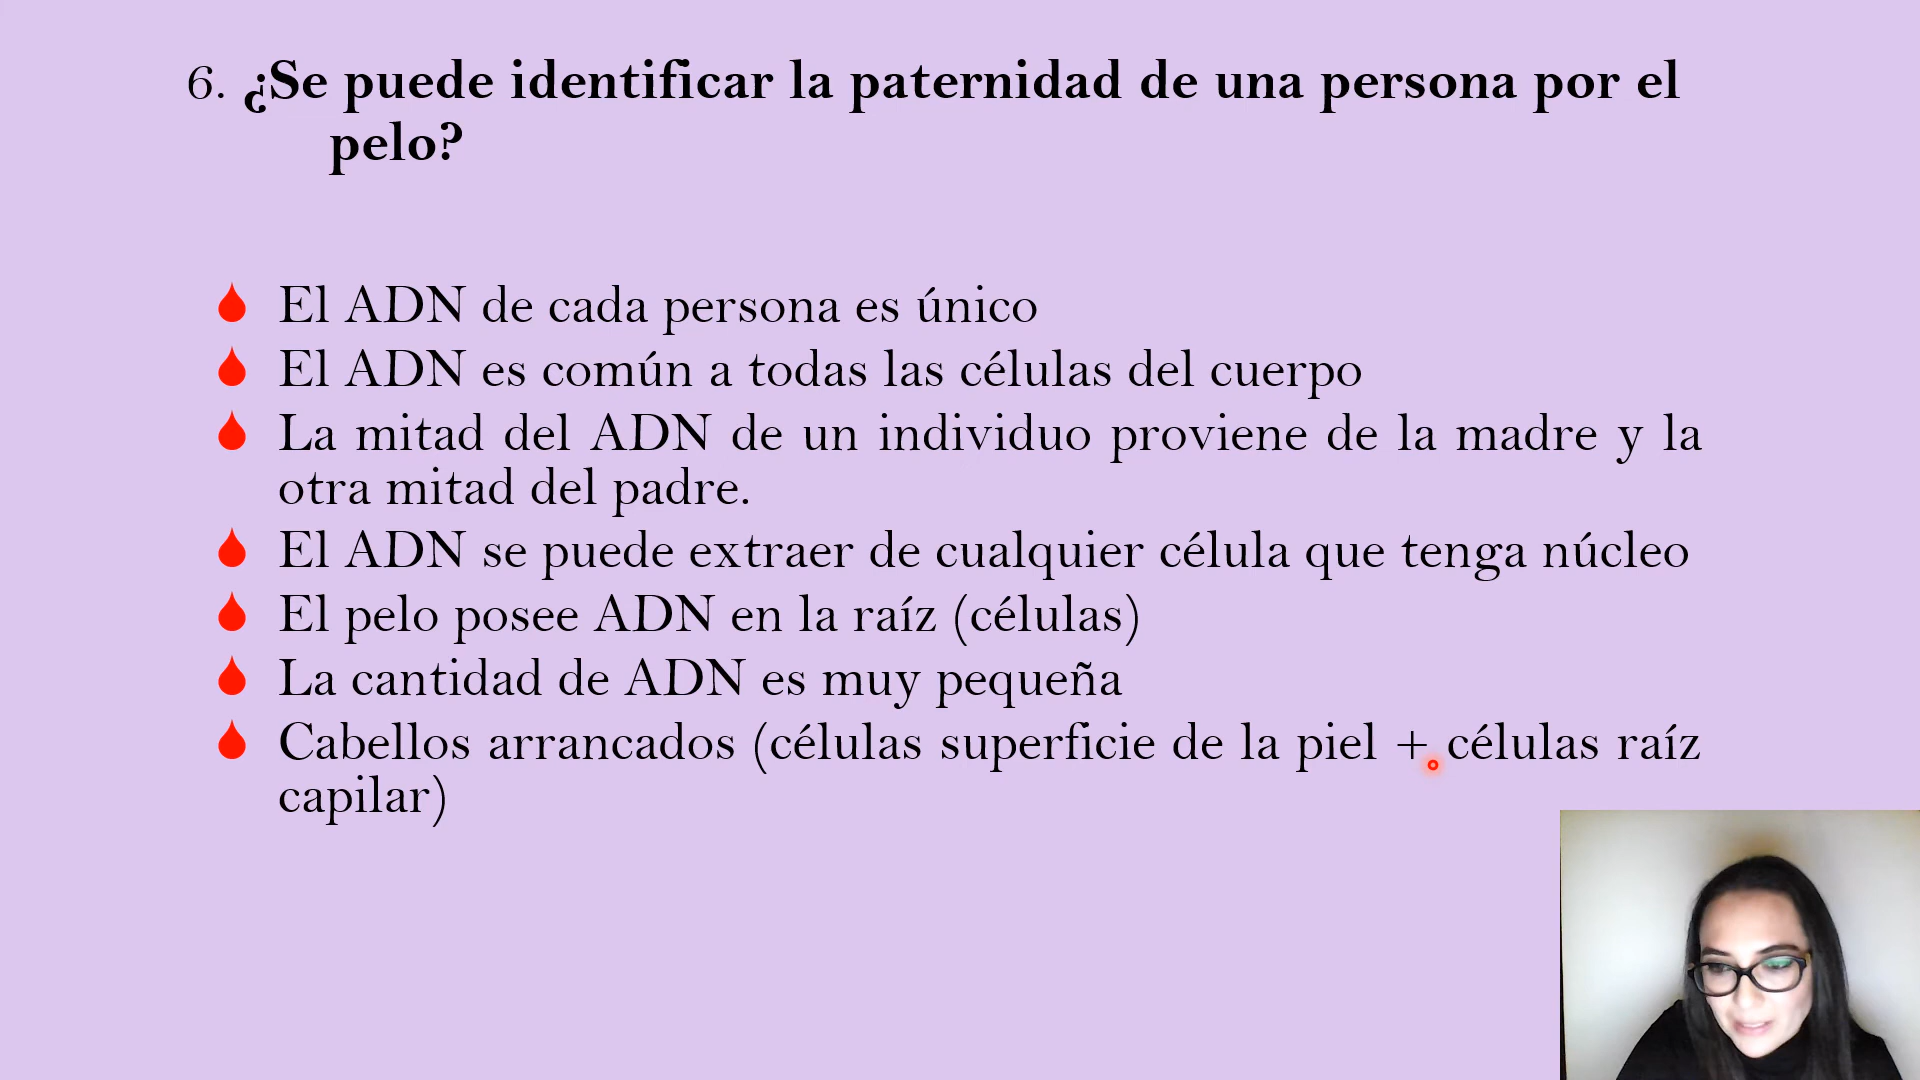 6. ¿Se puede identificar la paternidad de una persona por el
pelo?
El ADN de cada persona es único
El ADN es común a todas las células del cuerpo
La mitad del ADN de un individuo proviene de la madre y la
otra mitad del padre.
El ADN se puede extraer de cualquier célula que tenga núcleo
El pelo posee ADN en la raíz (células)
La cantidad de ADN es muy pequeña
Cabellos arrancados (células superficie de la piel + células raíz
capilar)